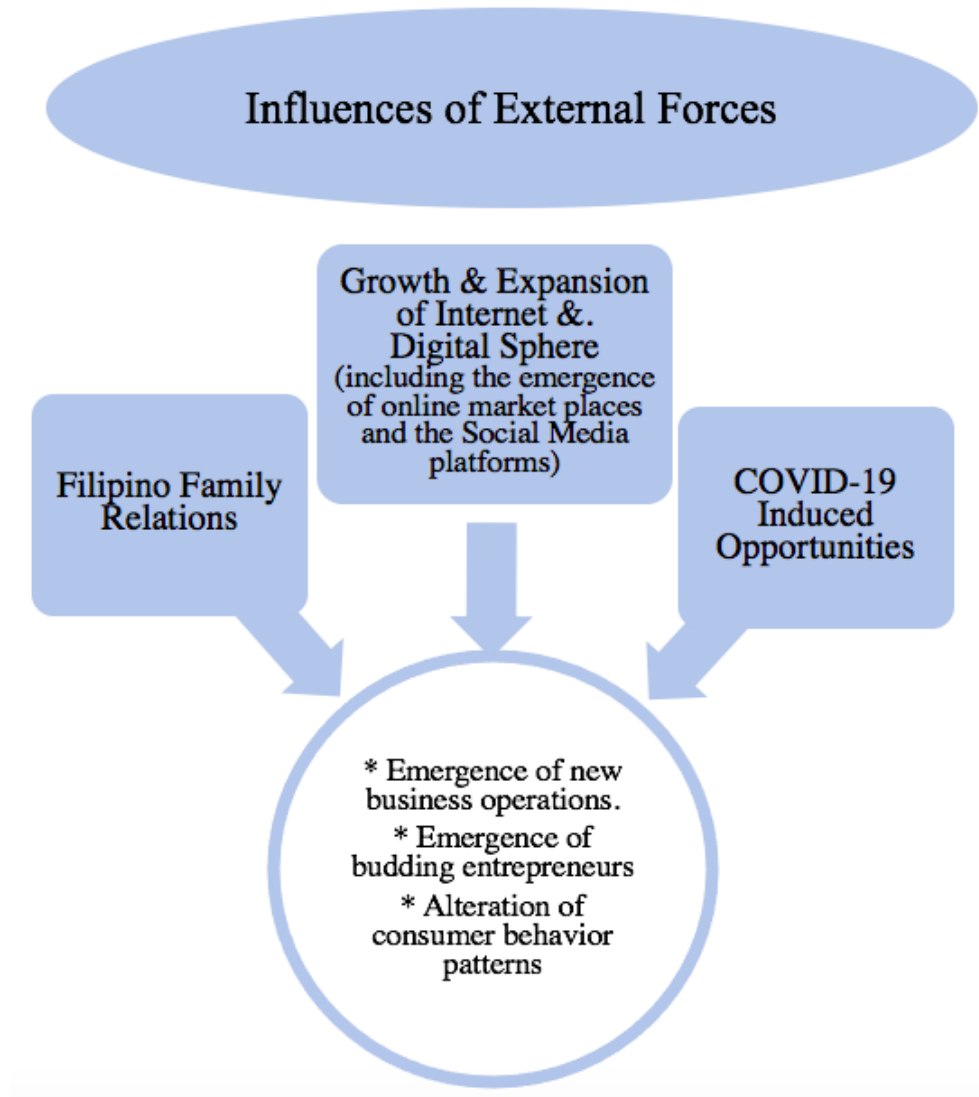 Influences of External Forces
Growth & Expansion
of Internet &.
Digital Sphere
(including the emergence
of online market places
and the Social Media
platforms)
Filipino Family
Relations
COVID-19
Induced
Opportunities
* Emergence of new
business operations.
* Emergence of
budding entrepreneurs
* Alteration of
consumer behavior
patterns